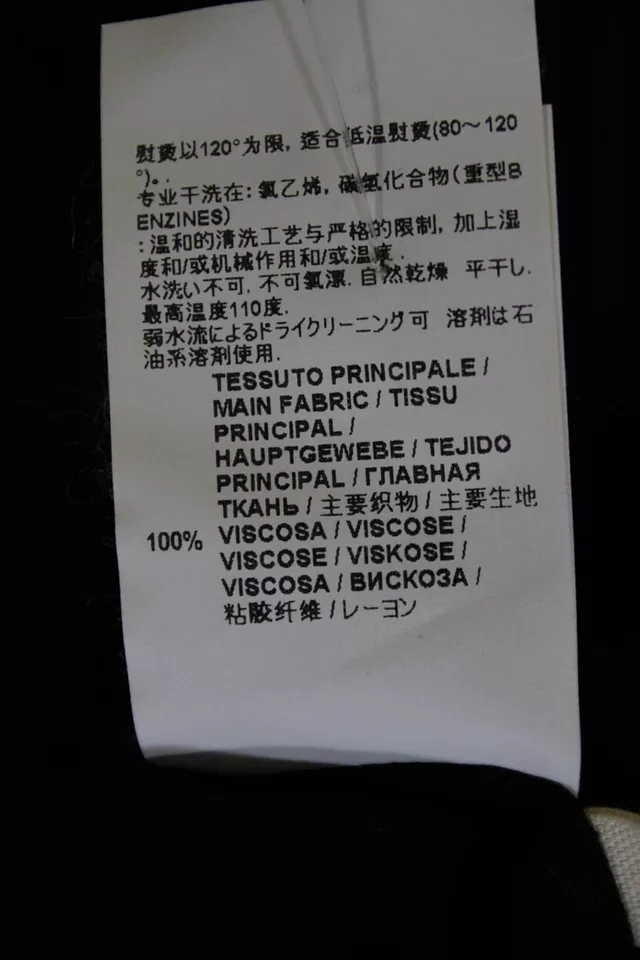 熨烫以120°为限, 适合低温熨烫(80～120
°)。.
专业干洗在: 氯乙烯, 碳氢化合物 (重型B
ENZINES)
: 温和的清洗工艺与严格的限制, 加上湿
度和/或机械作用和/或温度.
水洗い不可. 不可氯漂. 自然乾燥 平干し.
最高温度110度.
弱水流によるドライクリーニング可 溶剤は石
油系溶剤使用.
TESSUTO PRINCIPALE /
MAIN FABRIC / TISSU
PRINCIPAL /
HAUPTGEWEBE / TEJIDO
PRINCIPAL / ГЛАВНАЯ
ТКАНЬ / 主要织物 / 主要生地
100% VISCOSA / VISCOSE /
VISCOSE / VISKOSE /
VISCOSA / ВИСКОЗА /
粘胶纤维 / レーヨン